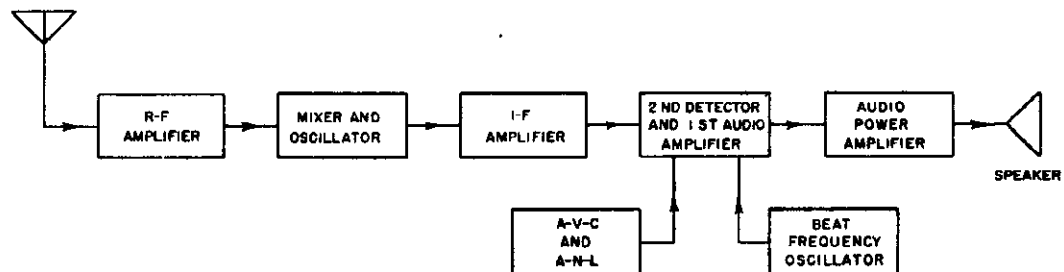 R-F
AMPLIFIER
MIXER AND
OSCILLATOR
I-F
AMPLIFIER
2 ND DETECTOR
AND 1 ST AUDIO
AMPLIFIER
AUDIO
POWER
AMPLIFIER
SPEAKER
A-V-C
AND
A-N-L
BEAT
FREQUENCY
OSCILLATOR